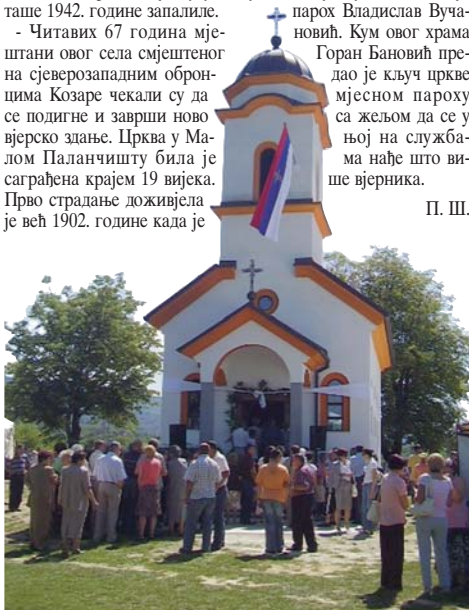 таше 1942. године запалиле.
- Читавих 67 година мје-
штани овог села смјештеног
на сјеверозападним оброн-
цима Козаре чекали су да
се подигне и заврши ново
вјерско здање. Црква у Ма-
лом Паланчишту била је
саграђена крајем 19 вијека.
Прво страдање доживјела
је већ 1902. године када је
парох Владислав Вуча-
новић. Кум овог храма
Горан Бановић пре-
дао је кључ цркве
мјесном пароху
са жељом да се у
њој на служба-
ма нађе што ви-
ше вјерника.
П. Ш.